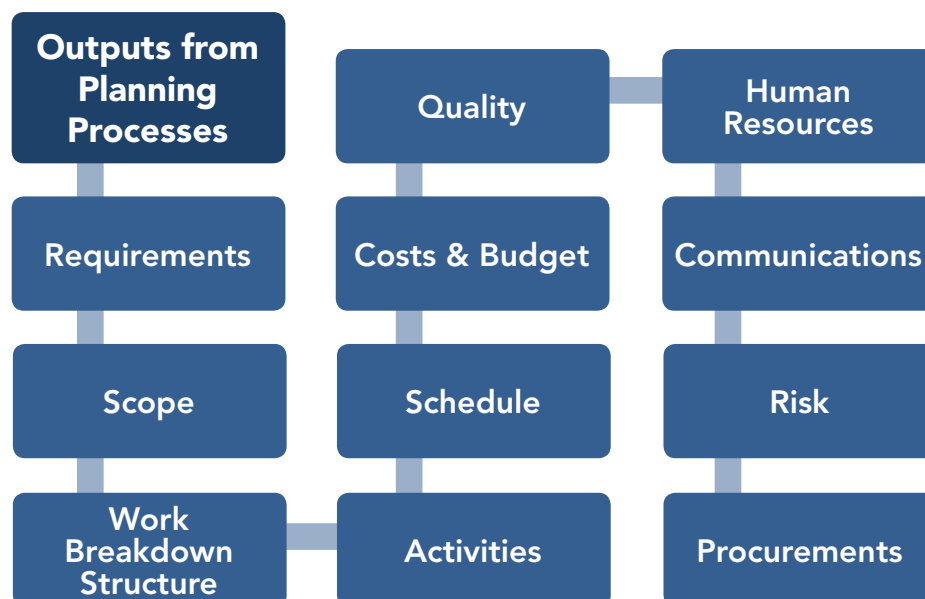 Outputs from
Planning
Processes
Requirements
Scope
Work
Breakdown
Structure
Activities
Schedule
Costs & Budget
Quality
Human
Resources
Communications
Risk
Procurements